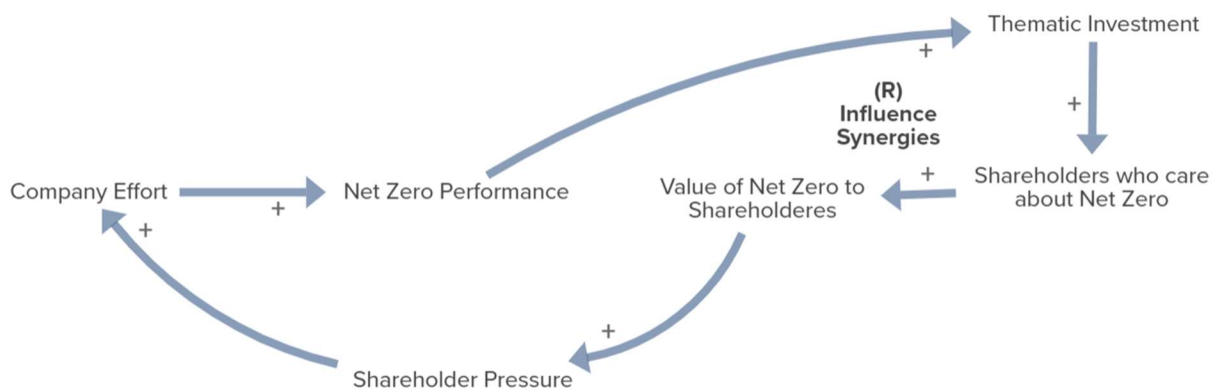 Thematic Investment
+
(R)
Influence
Synergies
+
Company Effort
+
Net Zero Performance
Value of Net Zero to
Shareholderes
+
Shareholders who care
about Net Zero
+
+
Shareholder Pressure